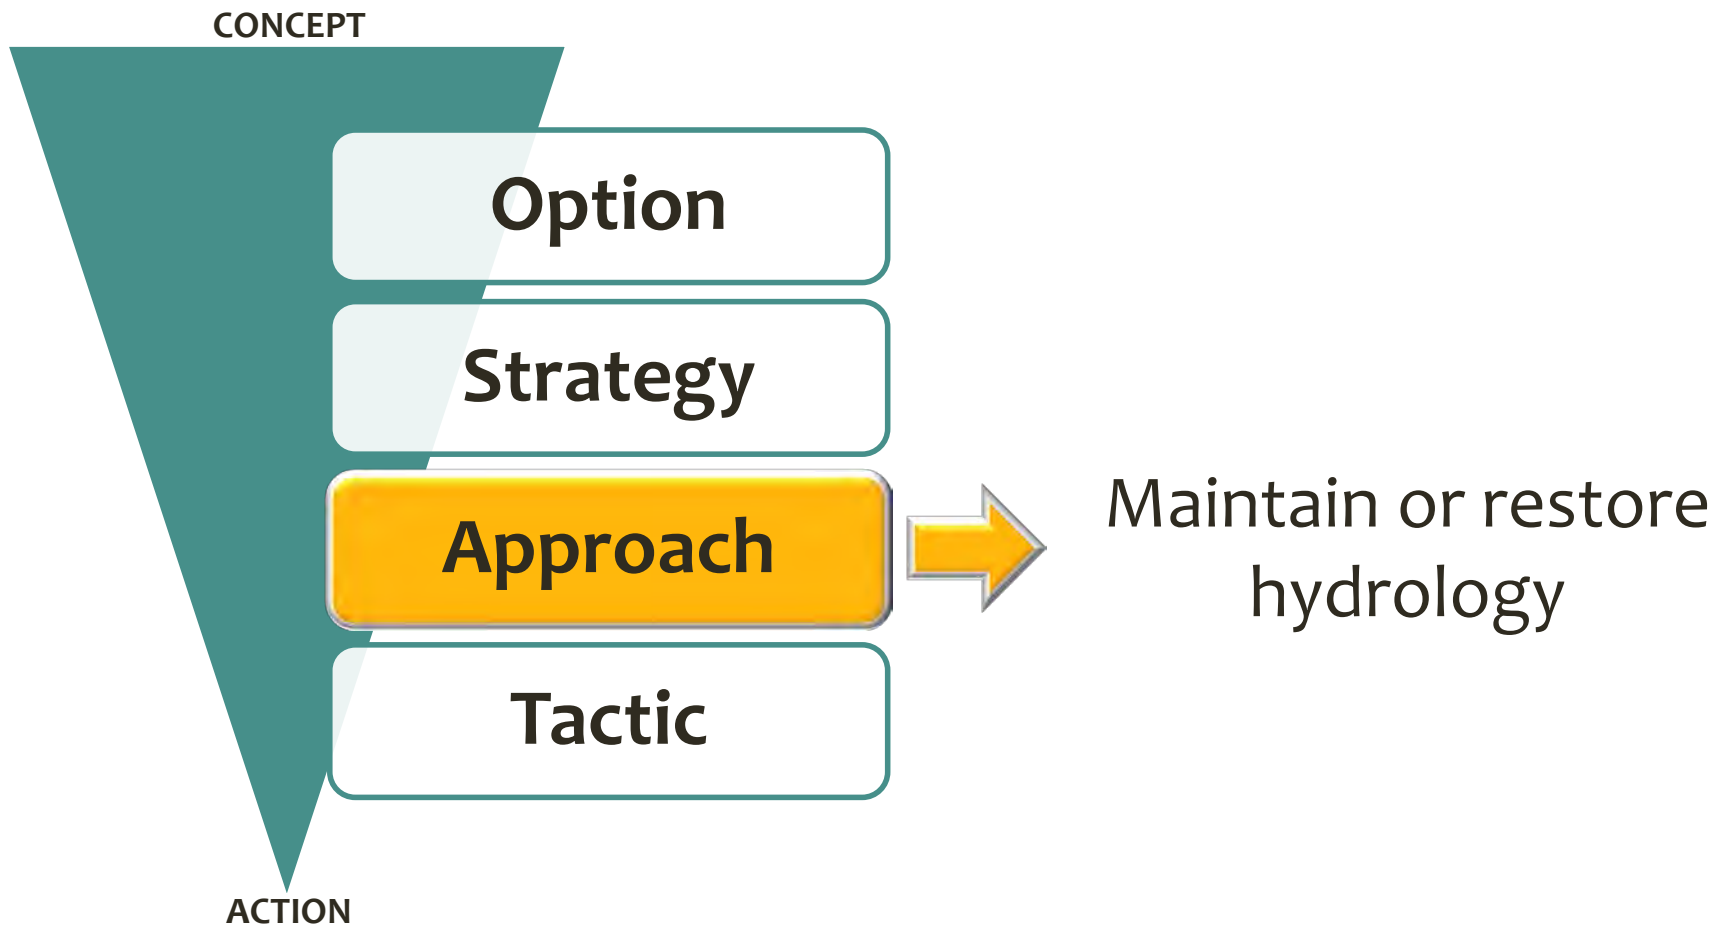 CONCEPT
Option
Strategy
Approach
Maintain or restore
hydrology
Tactic
ACTION